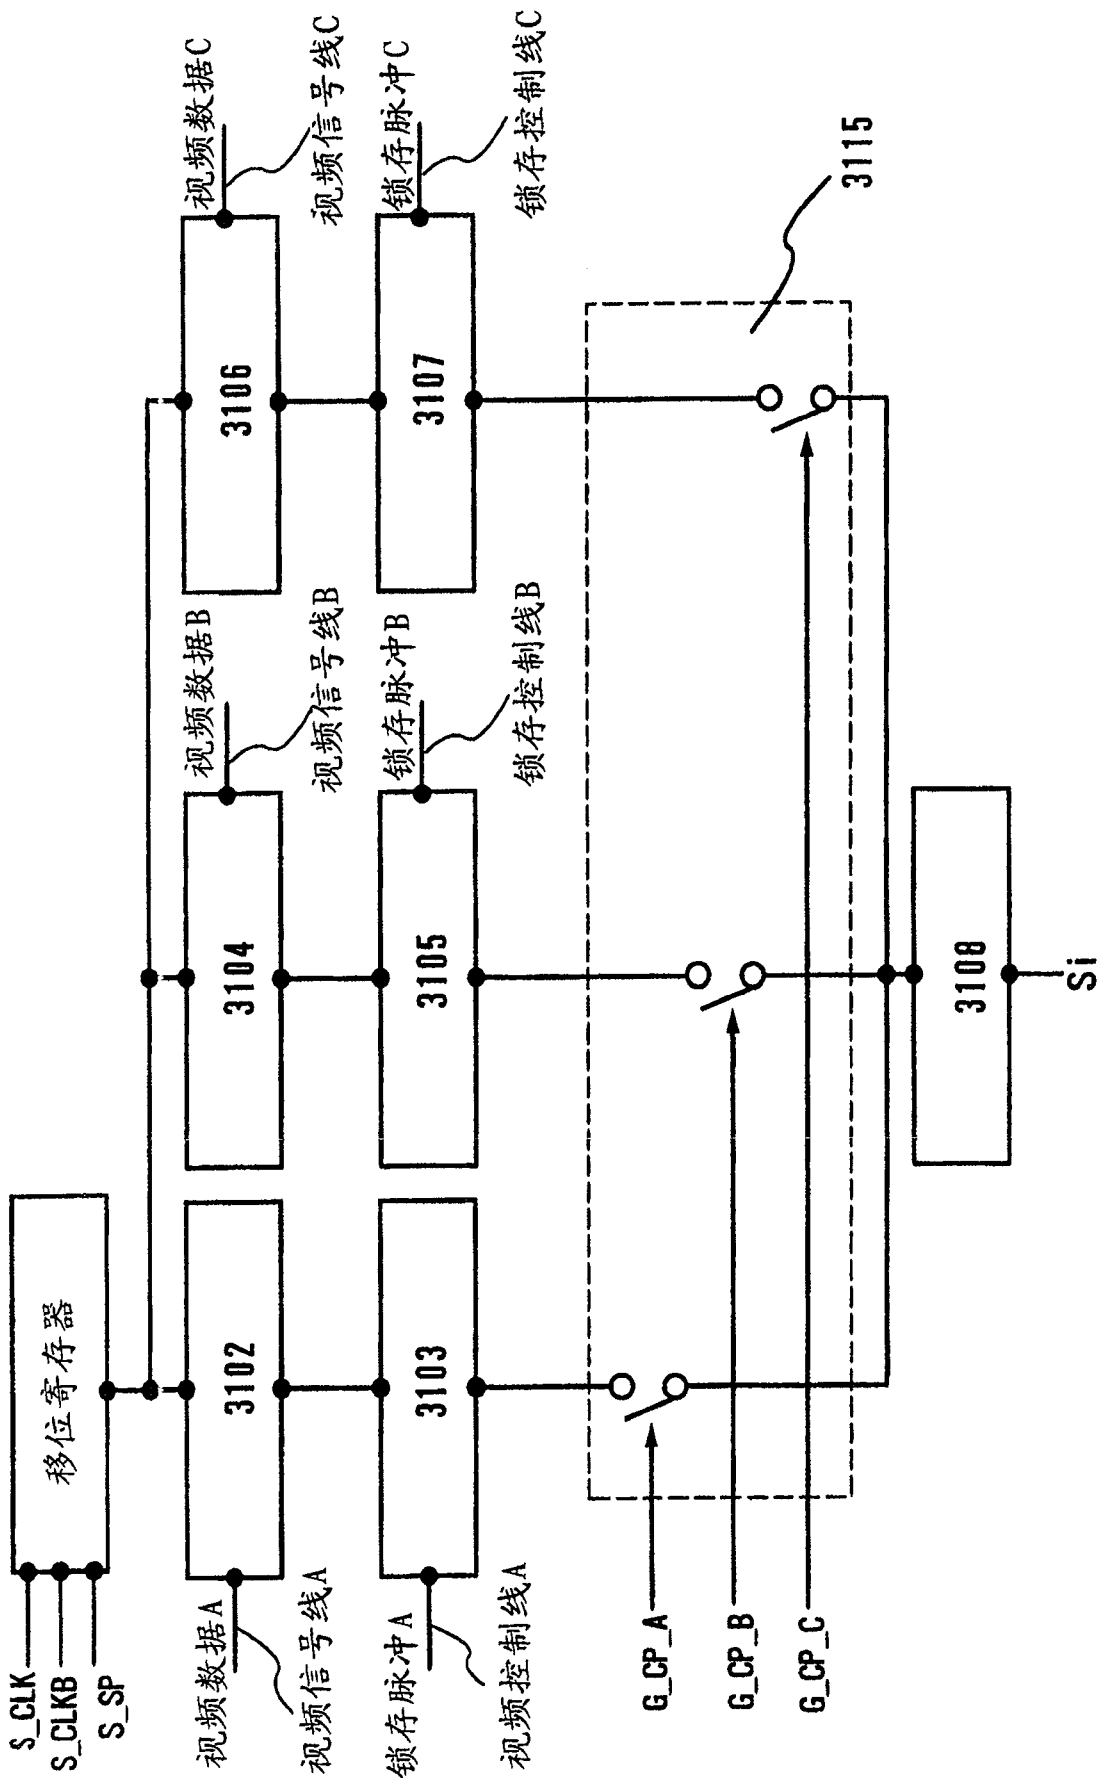 S_CLK
S_CLKB
S_SP
移位寄存器
视频数据A
视频信号线A
3102
视频数据B
视频信号线B
3104
视频数据C
视频信号线C
3106
锁存脉冲A
视频控制线A
3103
锁存脉冲B
锁存控制线B
3105
锁存脉冲C
锁存控制线C
3107
G_CP_A
G_CP_B
G_CP_C
3115
3108
Si